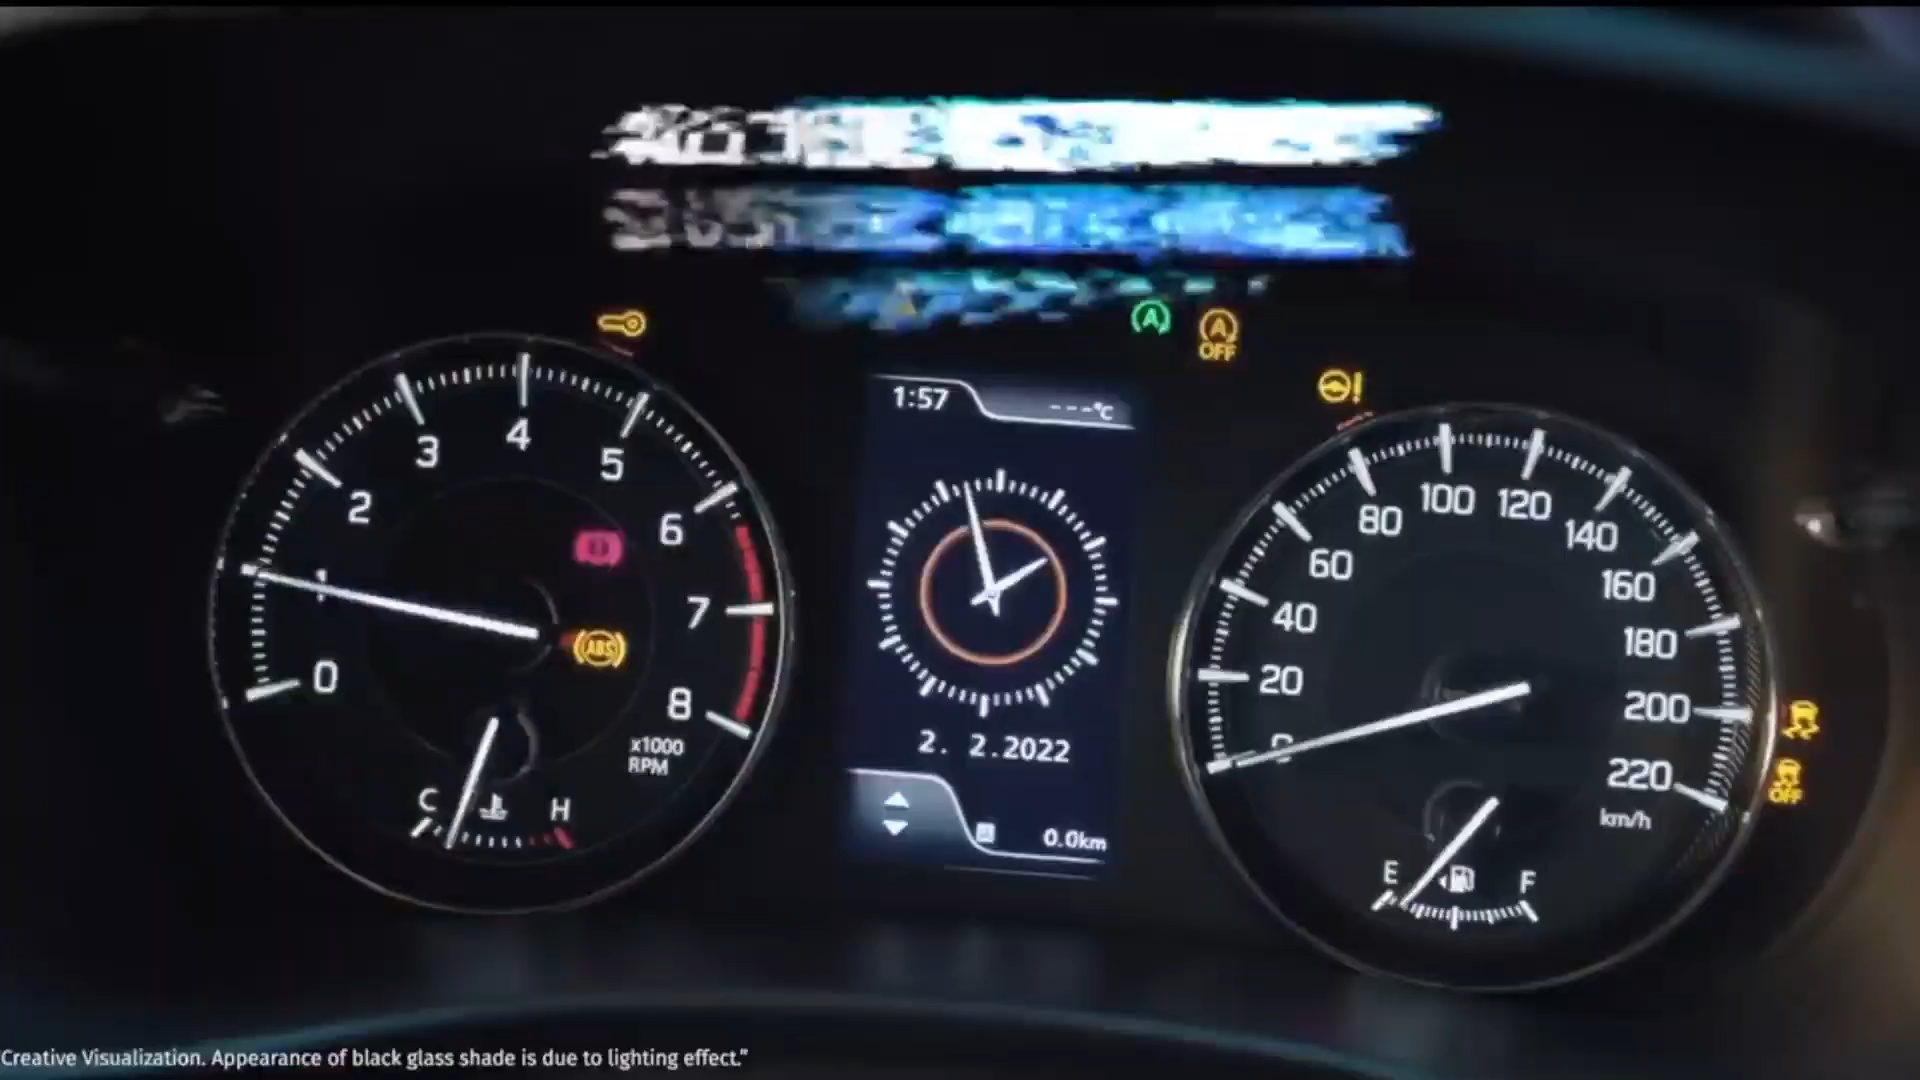 A
A
OFF
1:57
---°C
0
1
2
3
4
5
6
7
8
x1000
RPM
ABS
C
H
2. 2.2022
0.0km
0
20
40
60
80
100
120
140
160
180
200
220
km/h
OFF
E
F
Creative Visualization. Appearance of black glass shade is due to lighting effect."